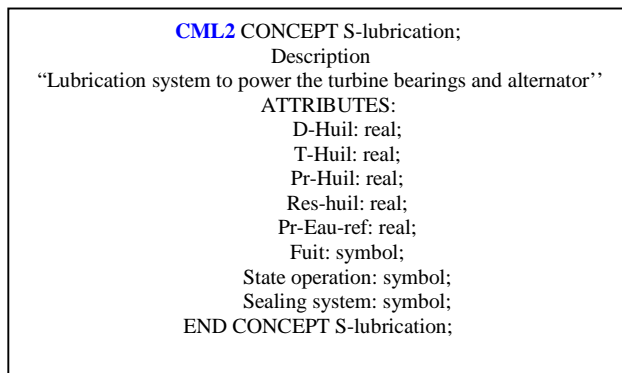 CML2 CONCEPT S-lubrication;
Description
“Lubrication system to power the turbine bearings and alternator’’
ATTRIBUTES:
D-Huil: real;
T-Huil: real;
Pr-Huil: real;
Res-huil: real;
Pr-Eau-ref: real;
Fuit: symbol;
State operation: symbol;
Sealing system: symbol;
END CONCEPT S-lubrication;